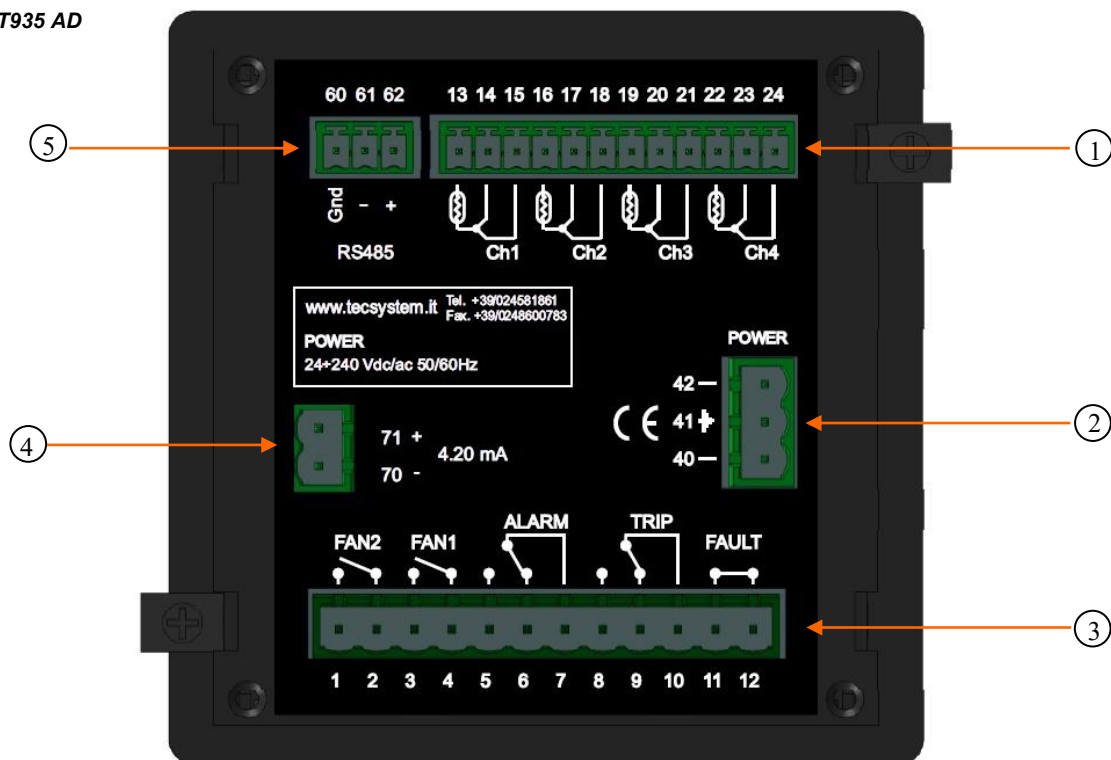 T935 AD
60 61 62
13 14 15 16 17 18 19 20 21 22 23 24
5
1
Gnd - +
RS485
Ch1 Ch2 Ch3 Ch4
www.tecsystem.it Tel. +39/024581861
Fax. +39/0248600783
POWER
24÷240 Vdc/ac 50/60Hz
POWER
42
CE 41
40
2
4
71 +
70 -
4.20 mA
FAN2 FAN1 ALARM TRIP FAULT
3
1 2 3 4 5 6 7 8 9 10 11 12